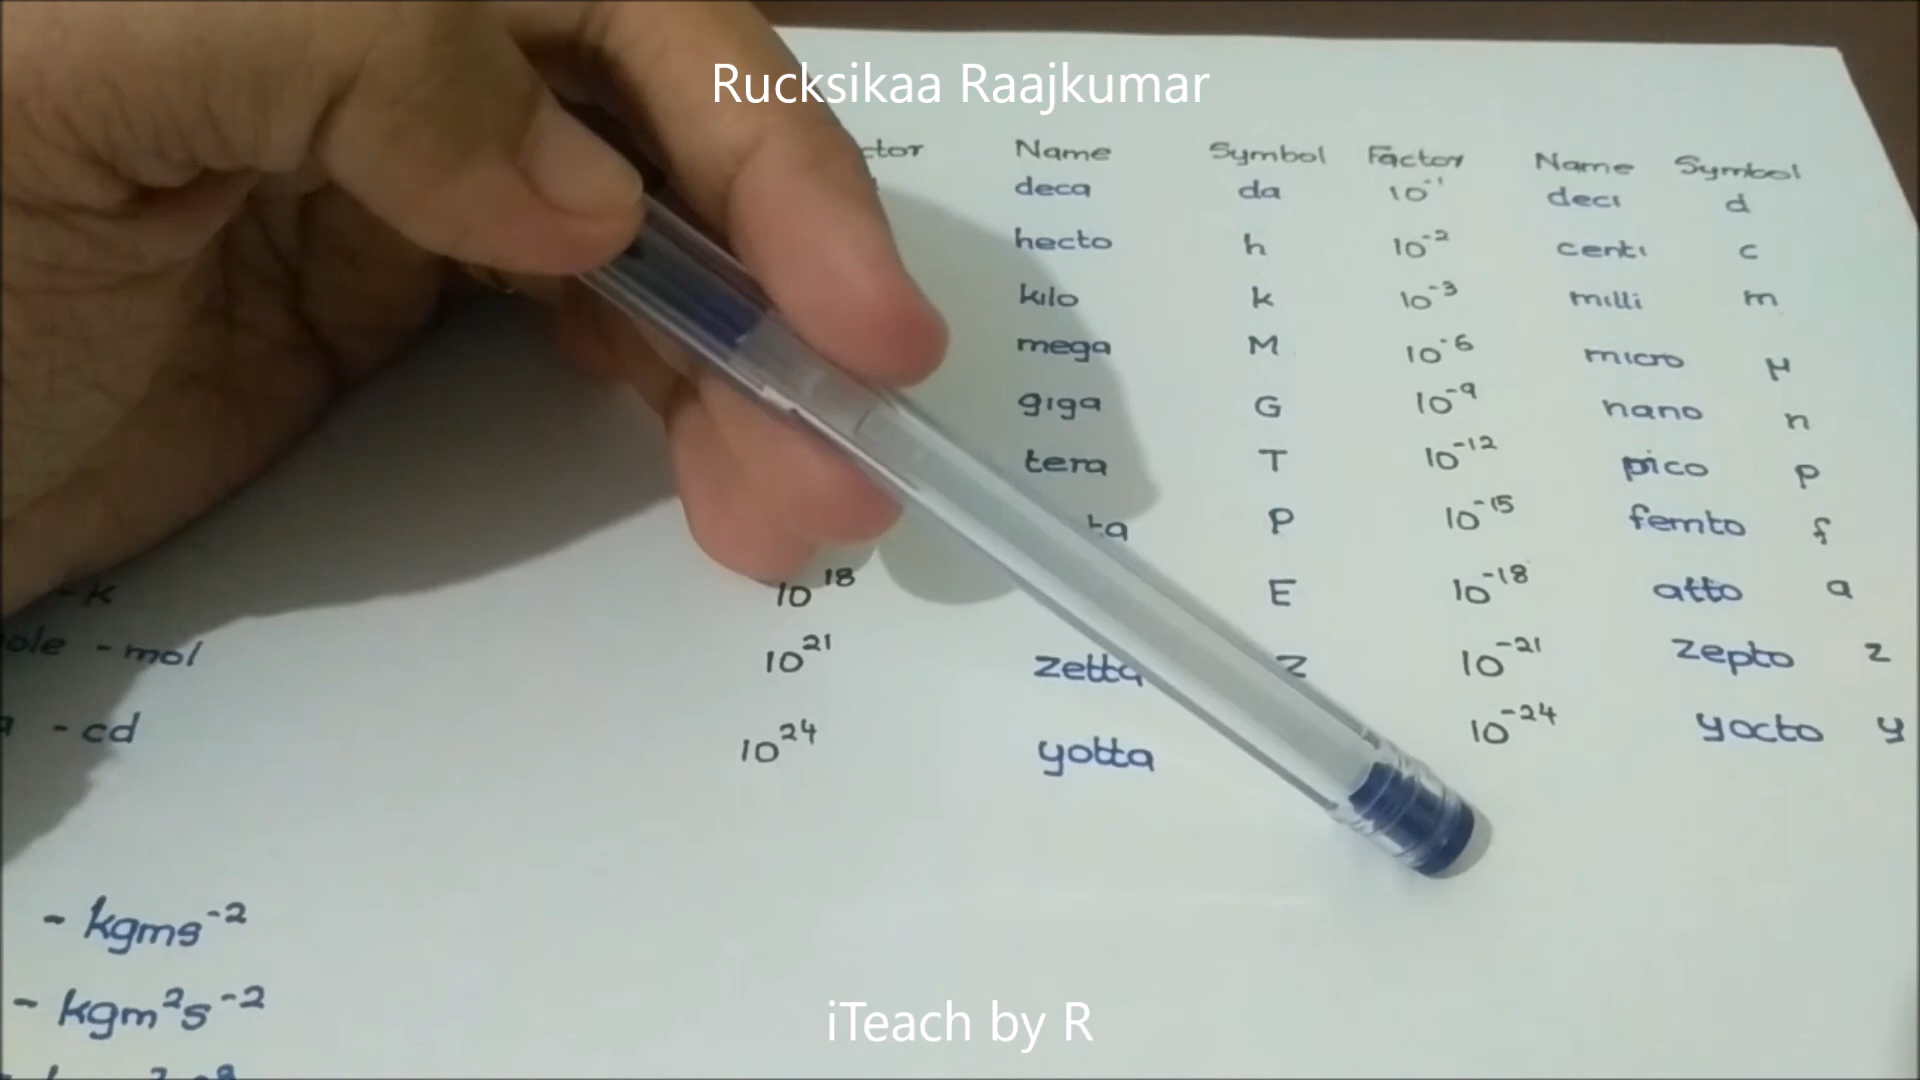 Rucksikaa Raajkumar
Name Symbol Factor Name Symbol
deca da 10⁻¹ deci d
hecto h 10⁻² centi c
kilo k 10⁻³ milli m
mega M 10⁻⁶ micro μ
giga G 10⁻⁹ nano n
tera T 10⁻¹² pico p
P 10⁻¹⁵ femto f
- K 10¹⁸ E 10⁻¹⁸ atto a
- mol 10²¹ zetta Z 10⁻²¹ zepto z
- cd 10²⁴ yotta 10⁻²⁴ yocto y
- kgms⁻²
- kgm²s⁻²
iTeach by R